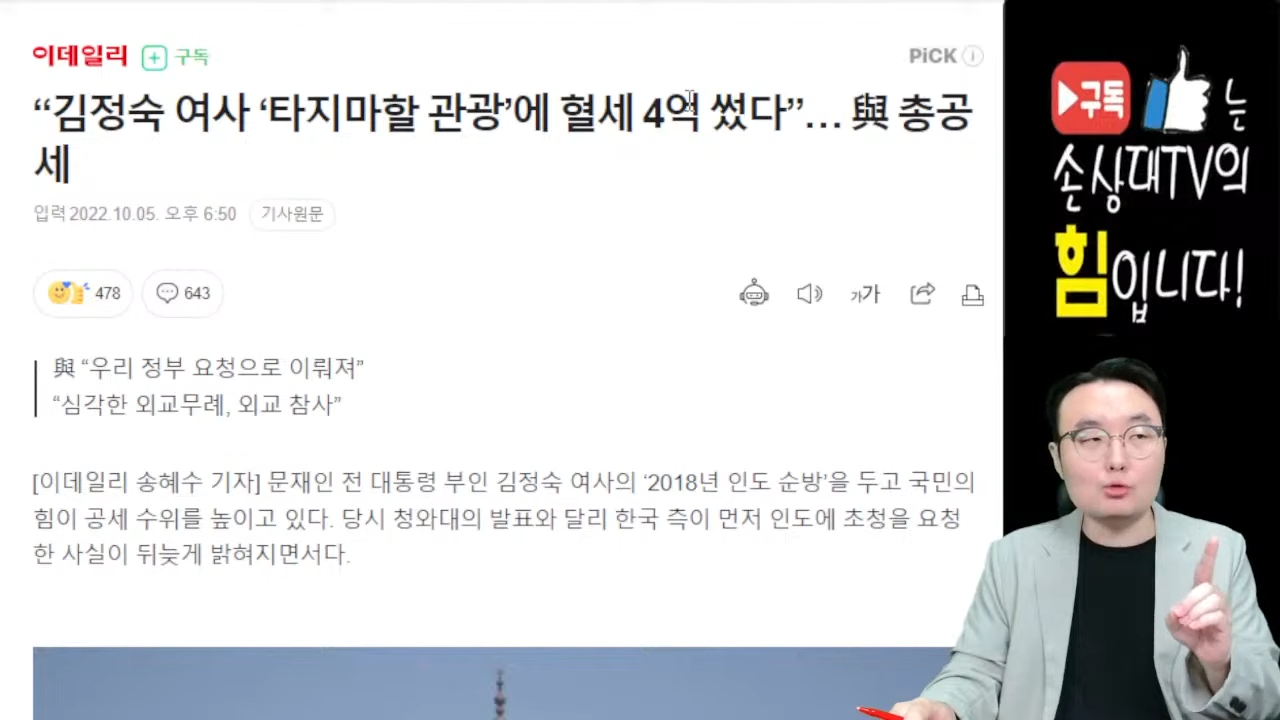 이데일리 구독 PiCK
“김정숙 여사 ‘타지마할 관광’에 혈세 4억 썼다”… 與 총공
세
입력 2022.10.05. 오후 6:50 기사원문
478 643 가가
與 “우리 정부 요청으로 이뤄져”
“심각한 외교무례, 외교 참사”
[이데일리 송혜수 기자] 문재인 전 대통령 부인 김정숙 여사의 ‘2018년 인도 순방’을 두고 국민의
힘이 공세 수위를 높이고 있다. 당시 청와대의 발표와 달리 한국 측이 먼저 인도에 초청을 요청
한 사실이 뒤늦게 밝혀지면서다.
구독 는
손상대TV의
힘입니다!